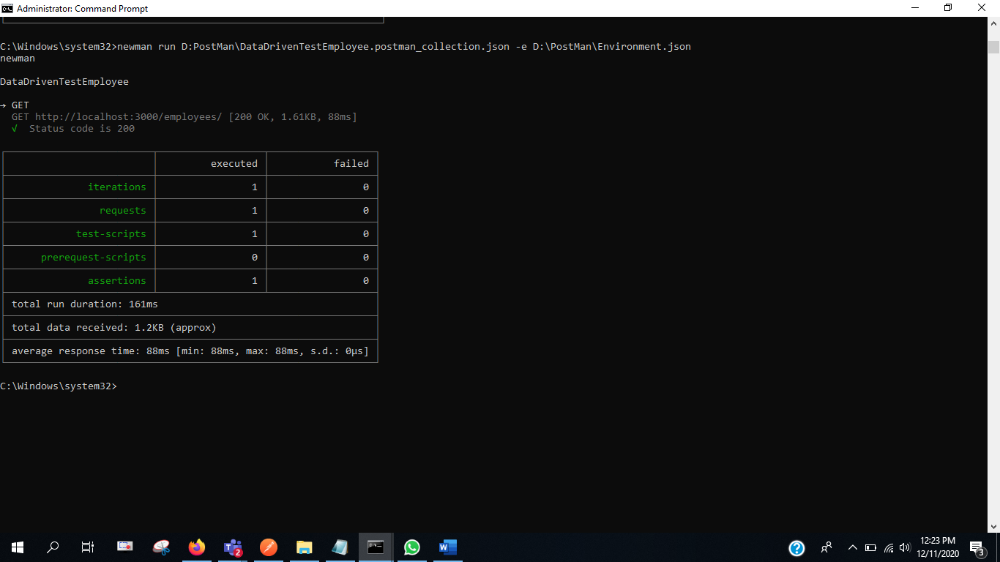 Administrator: Command Prompt
C:\Windows\system32>newman run D:PostMan\DataDrivenTestEmployee.postman_collection.json -e D:\PostMan\Environment.json
newman
DataDrivenTestEmployee
→ GET
GET http://localhost:3000/employees/ [200 OK, 1.61KB, 88ms]
√ Status code is 200
executed failed
iterations 1 0
requests 1 0
test-scripts 1 0
prerequest-scripts 0 0
assertions 1 0
total run duration: 161ms
total data received: 1.2KB (approx)
average response time: 88ms [min: 88ms, max: 88ms, s.d.: 0µs]
C:\Windows\system32>
2
12:23 PM
12/11/2020
3